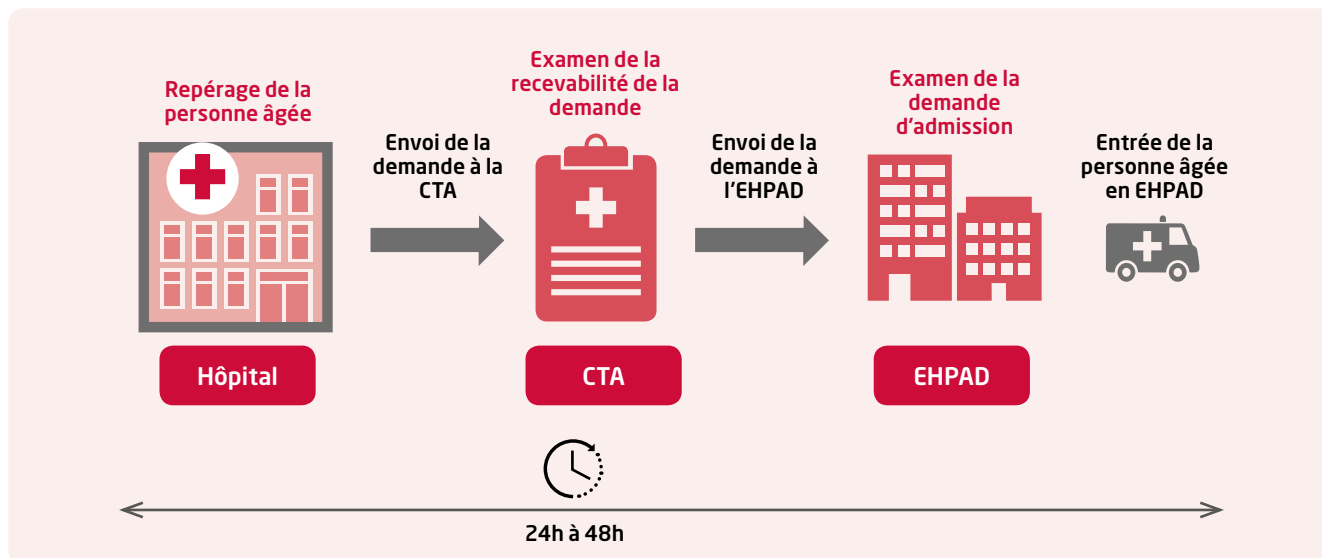 Repérage de la
personne âgée
Envoi de la
demande à la
CTA
Examen de la
recevabilité de la
demande
Envoi de la
demande à
l'EHPAD
Examen de la
demande
d'admission
Entrée de la
personne âgée
en EHPAD
Hôpital
CTA
EHPAD
24h à 48h